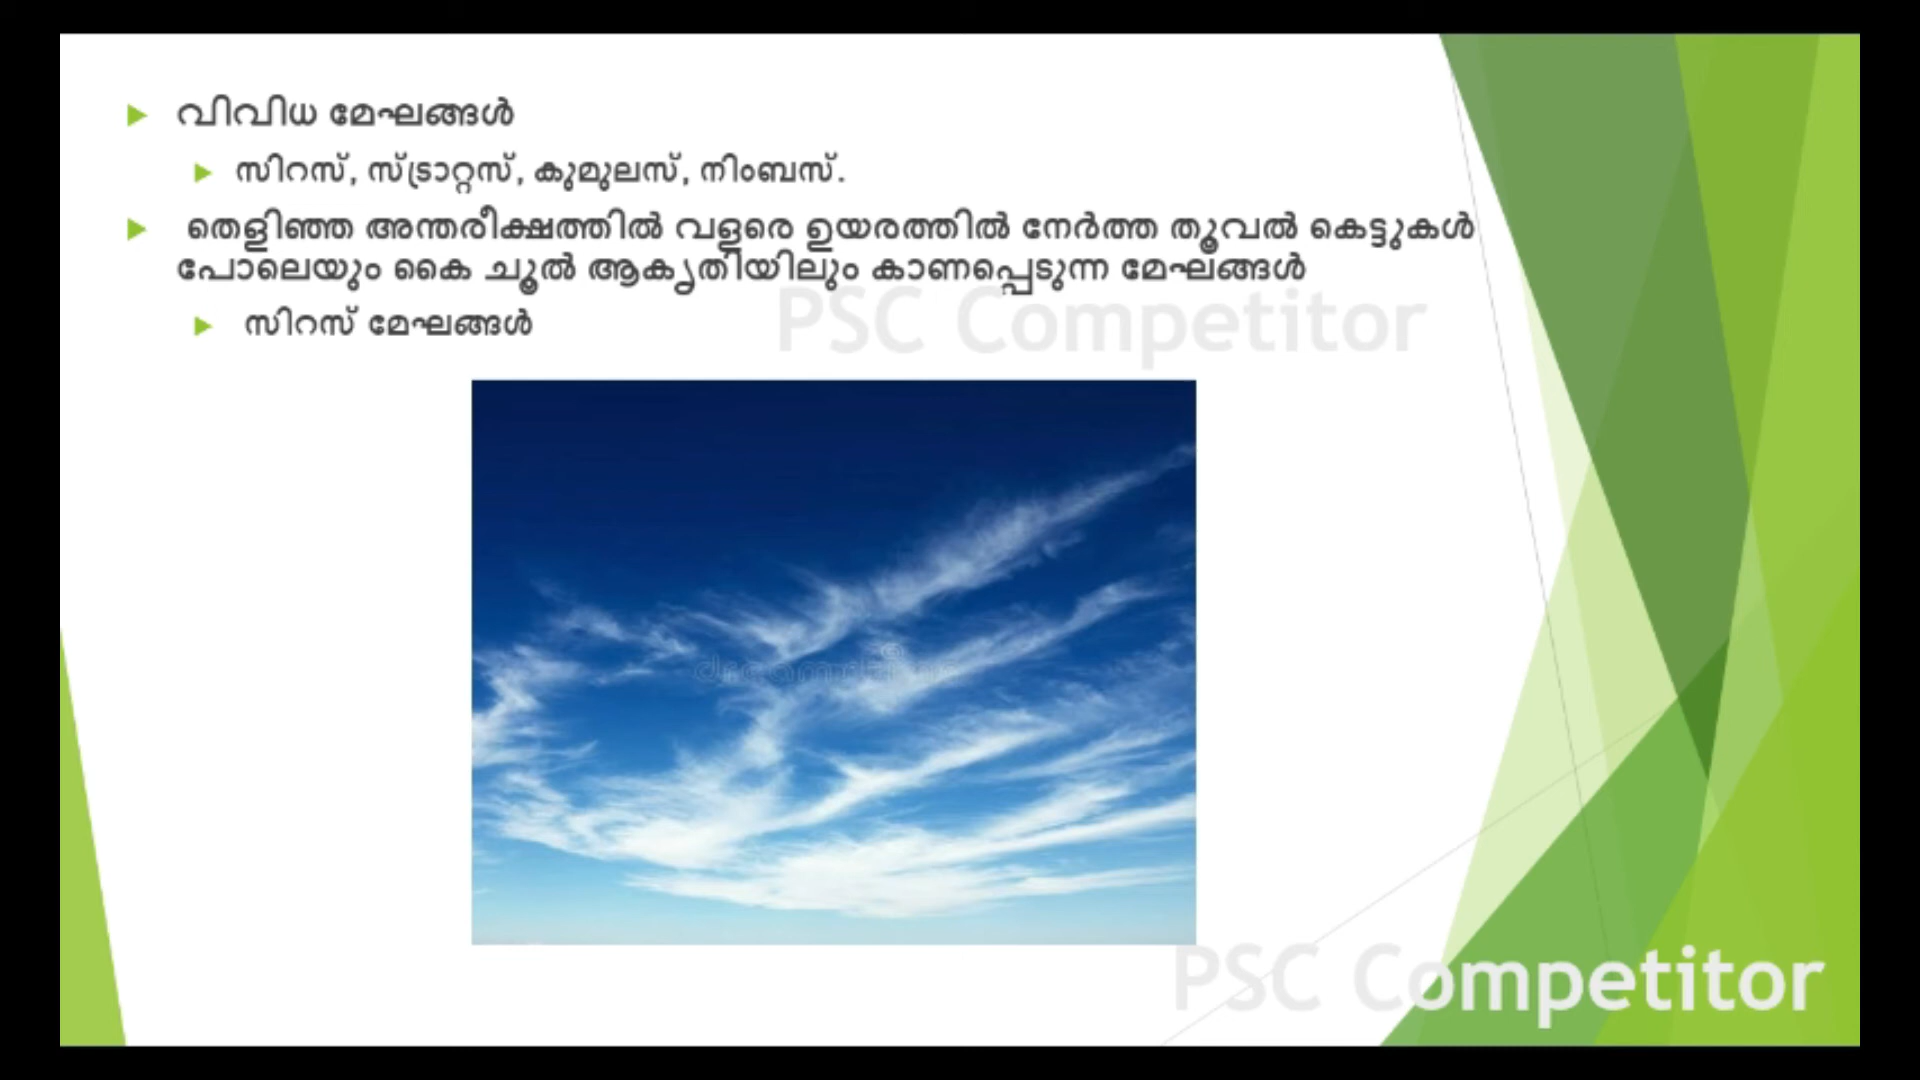 വിവിധ മേഘങ്ങൾ
സിറസ്, സ്ട്രാറ്റസ്, കുമുലസ്, നിംബസ്.
തെളിഞ്ഞ അന്തരീക്ഷത്തിൽ വളരെ ഉയരത്തിൽ നേർത്ത തൂവൽ കെട്ടുകൾ
പോലെയും കൈ ചൂൽ ആകൃതിയിലും കാണപ്പെടുന്ന മേഘങ്ങൾ
PSC Competitor
സിറസ് മേഘങ്ങൾ
dreamstime
PSC Competitor